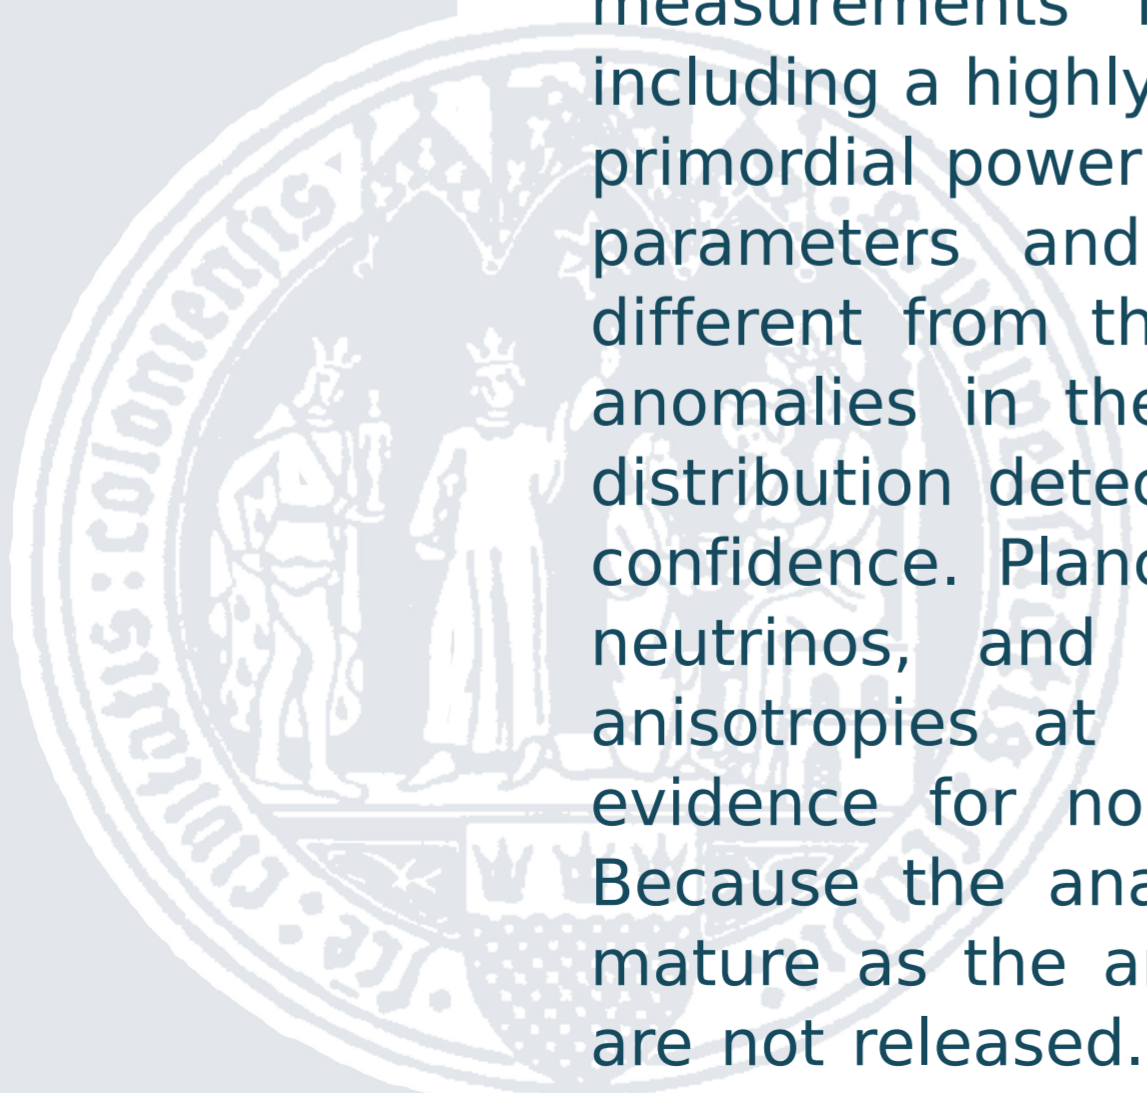 measurements
including a highly
primordial power
parameters and
different from th
anomalies in the
distribution detec
confidence. Planc
neutrinos, and
anisotropies at
evidence for no
Because the ana
mature as the a
are not released.